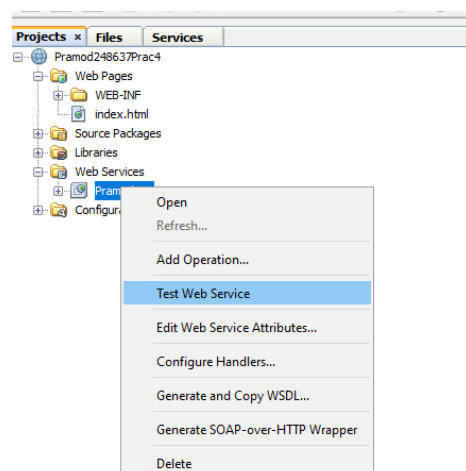 Projects × Files Services
Pramod248637Prac4
Web Pages
WEB-INF
index.html
Source Packages
Libraries
Web Services
Open
Refresh...
Add Operation...
Test Web Service
Edit Web Service Attributes...
Configure Handlers...
Generate and Copy WSDL...
Generate SOAP-over-HTTP Wrapper
Delete